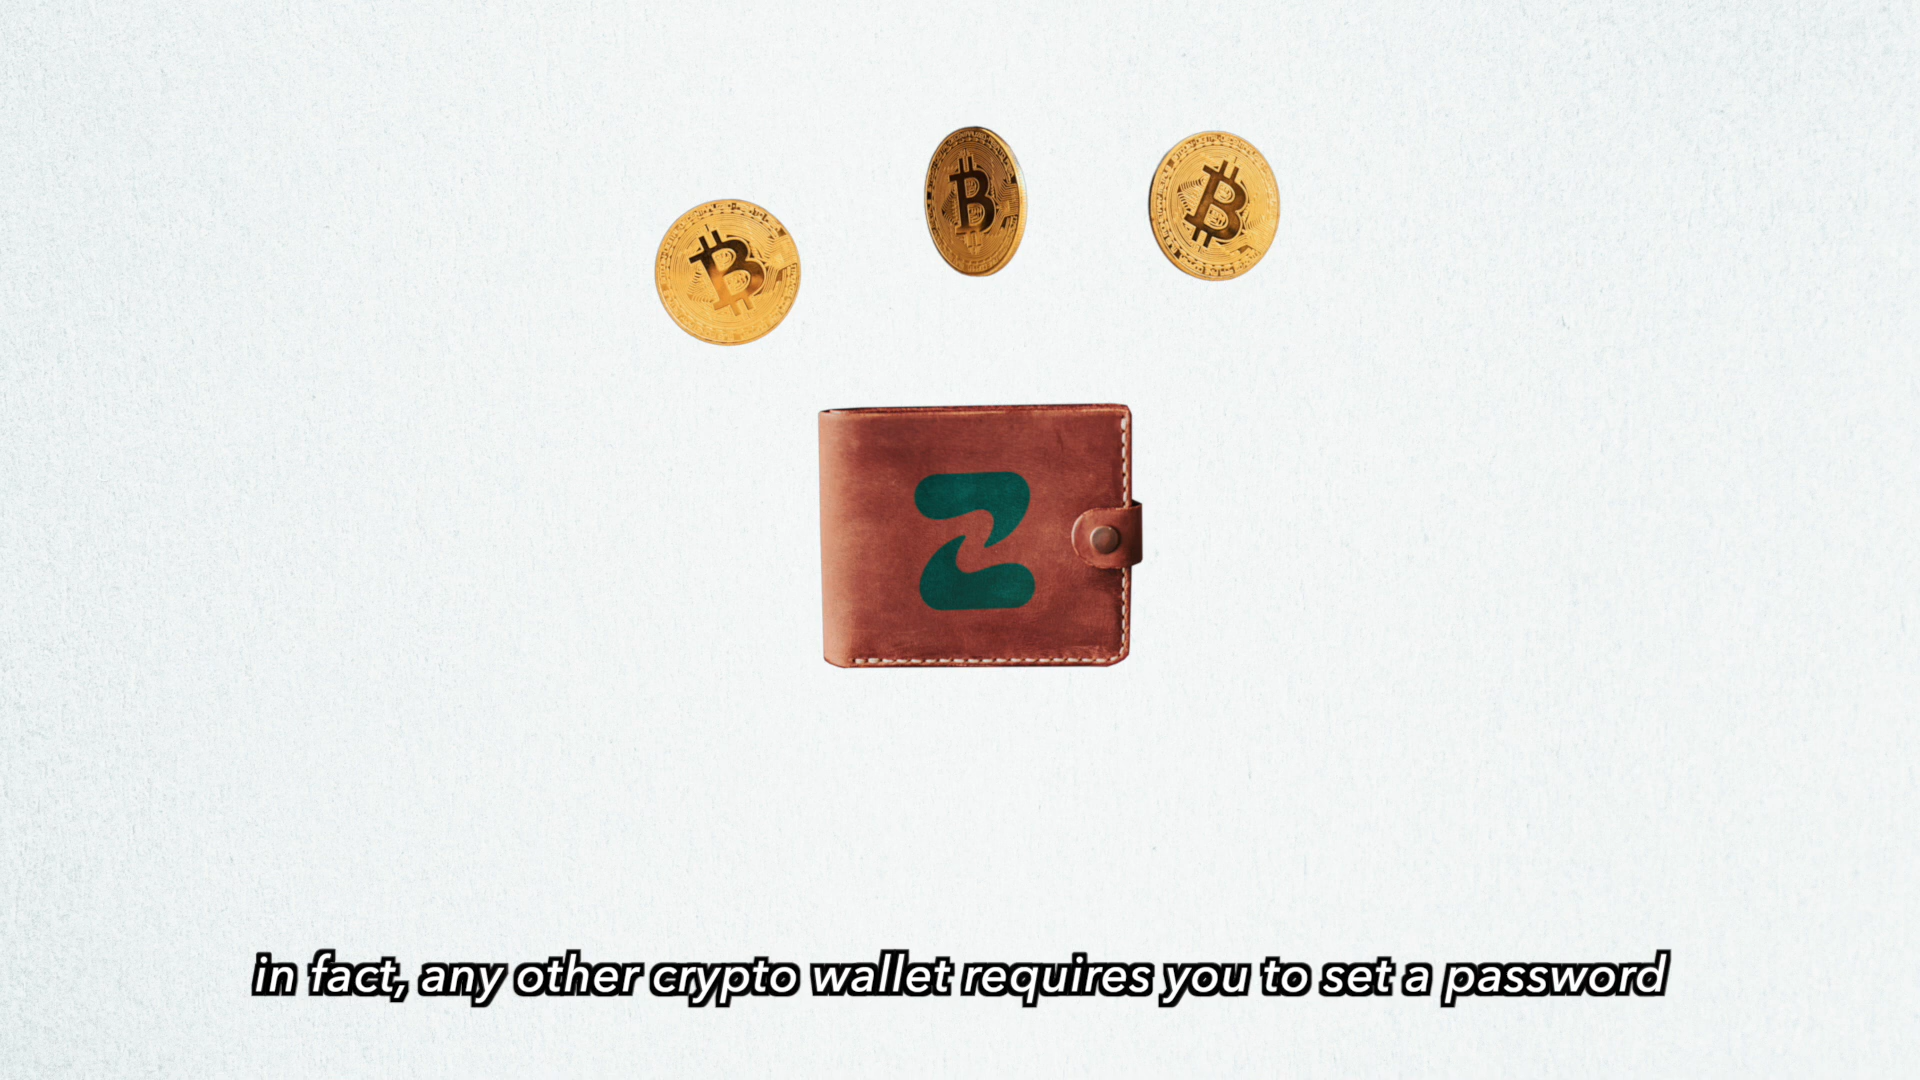 in fact, any other crypto wallet requires you to set a password